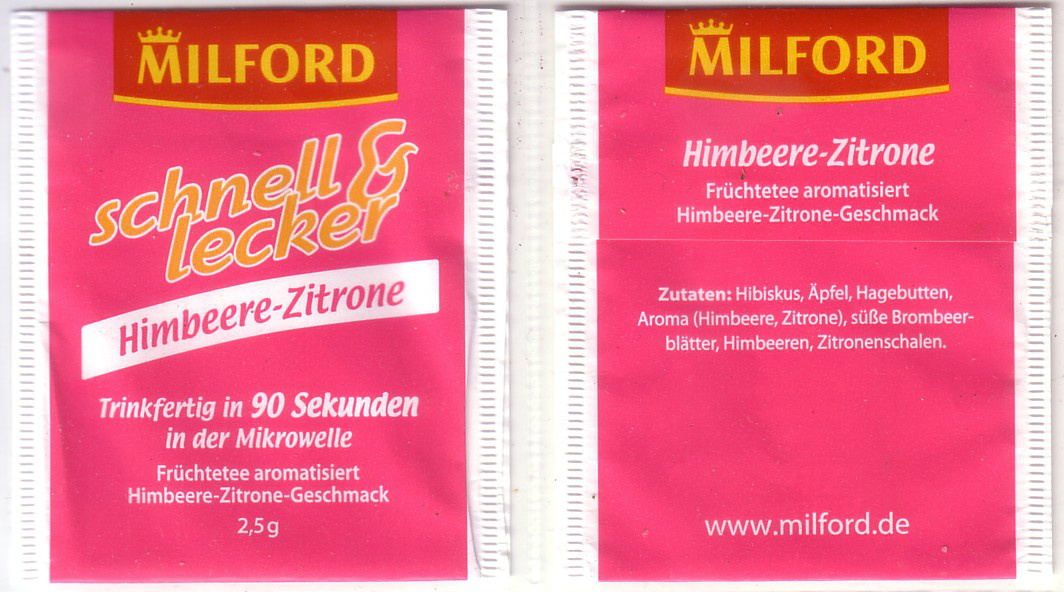 MILFORD
schnell &
lecker
Himbeere-Zitrone
Trinkfertig in 90 Sekunden
in der Mikrowelle
Früchtetee aromatisiert
Himbeere-Zitrone-Geschmack
2,5 g
MILFORD
Himbeere-Zitrone
Früchtetee aromatisiert
Himbeere-Zitrone-Geschmack
Zutaten: Hibiskus, Äpfel, Hagebutten,
Aroma (Himbeere, Zitrone), süße Brombeer-
blätter, Himbeeren, Zitronenschalen.
www.milford.de